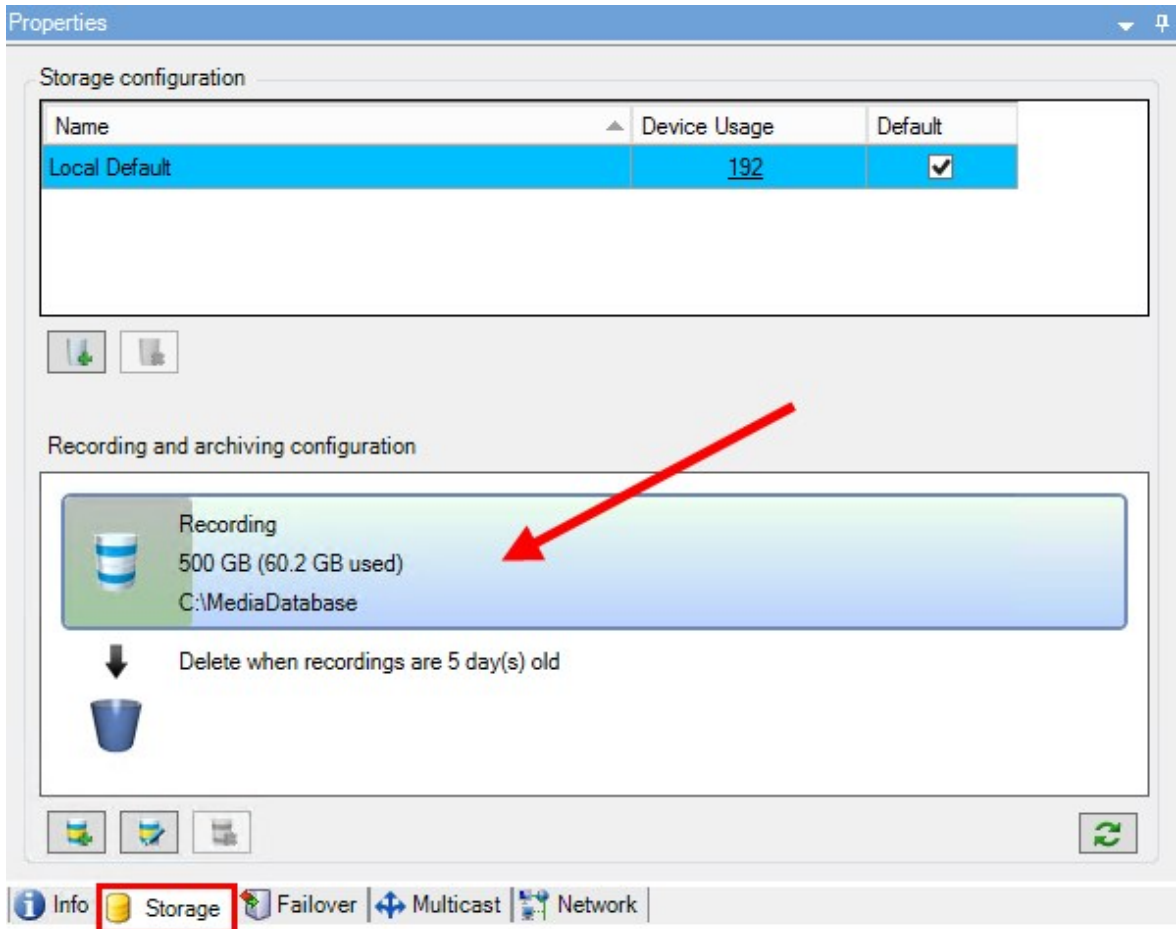 Properties
Storage configuration
Name Device Usage Default
Local Default 192
Recording and archiving configuration
Recording
500 GB (60.2 GB used)
C:\MediaDatabase
Delete when recordings are 5 day(s) old
Info Storage Failover Multicast Network